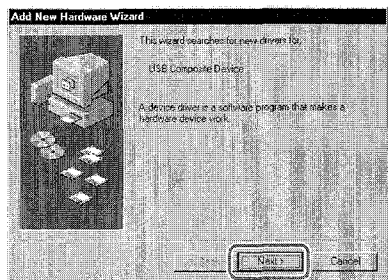 Add New Hardware Wizard
This wizard searches for new drivers for:
USB Composite Device
A device driver is a software program that makes a
hardware device work.
< Back
Next >
Cancel